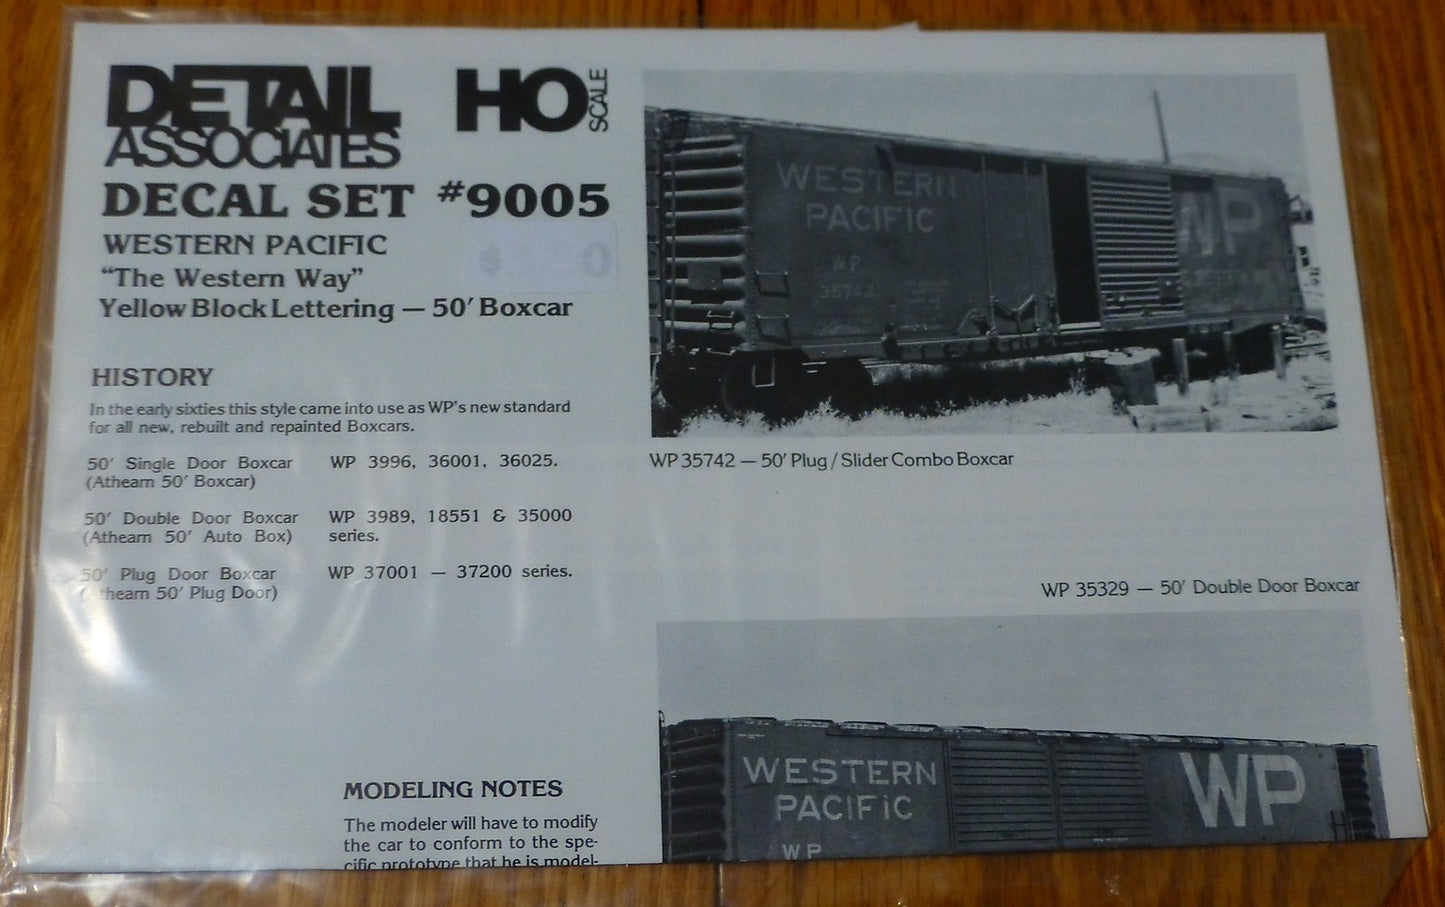 DETAIL
ASSOCIATES
HO SCALE
DECAL SET #9005
WESTERN PACIFIC
“The Western Way”
Yellow Block Lettering — 50′ Boxcar
HISTORY
In the early sixties this style came into use as WP's new standard
for all new, rebuilt and repainted Boxcars.
50′ Single Door Boxcar WP 3996, 36001, 36025.
(Athearn 50′ Boxcar)
50′ Double Door Boxcar WP 3989, 18551 & 35000
(Athearn 50′ Auto Box) series.
50′ Plug Door Boxcar WP 37001 — 37200 series.
(Athearn 50′ Plug Door)
MODELING NOTES
The modeler will have to modify
the car to conform to the spe-
cific prototype that he is model-
WESTERN
PACIFIC
WP
35742
WP
WP 35742 — 50′ Plug / Slider Combo Boxcar
WP 35329 — 50′ Double Door Boxcar
WESTERN
PACIFiC
WP
WP